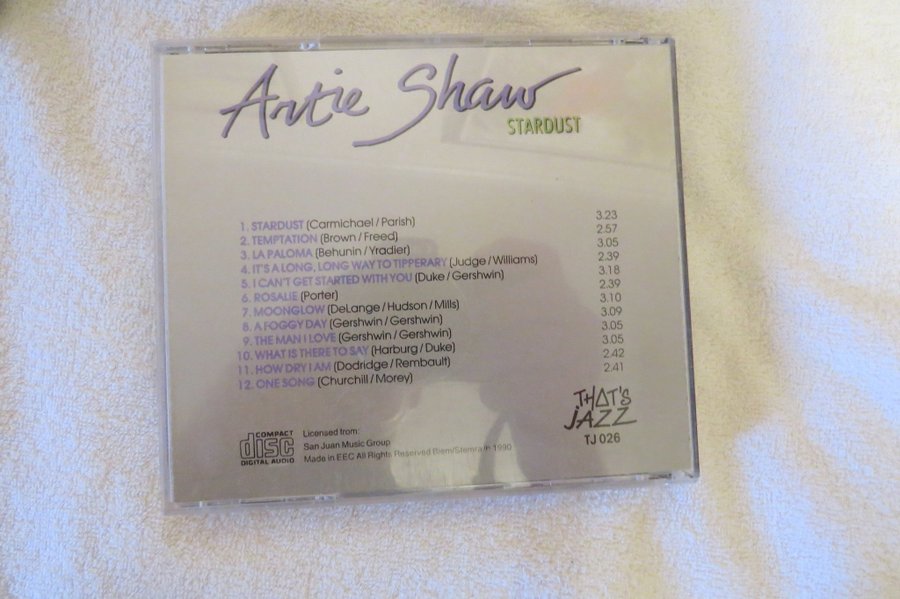 Artie Shaw
STARDUST
1. STARDUST (Carmichael / Parish) 3.23
2. TEMPTATION (Brown / Freed) 2.57
3. LA PALOMA (Behunin / Yradier) 3.05
4. IT'S A LONG, LONG WAY TO TIPPERARY (Judge / Williams) 2.39
5. I CAN'T GET STARTED WITH YOU (Duke / Gershwin) 3.18
6. ROSALIE (Porter) 2.39
7. MOONGLOW (DeLange / Hudson / Mills) 3.10
8. A FOGGY DAY (Gershwin / Gershwin) 3.09
9. THE MAN I LOVE (Gershwin / Gershwin) 3.05
10. WHAT IS THERE TO SAY (Harburg / Duke) 3.05
11. HOW DRY I AM (Dodridge / Rembault) 2.42
12. ONE SONG (Churchill / Morey) 2.41
COMPACT
disc
DIGITAL AUDIO
Licensed from:
San Juan Music Group
Made in EEC All Rights Reserved Biem/Stemra ℗ 1990
THAT'S
JAZZ
TJ 026